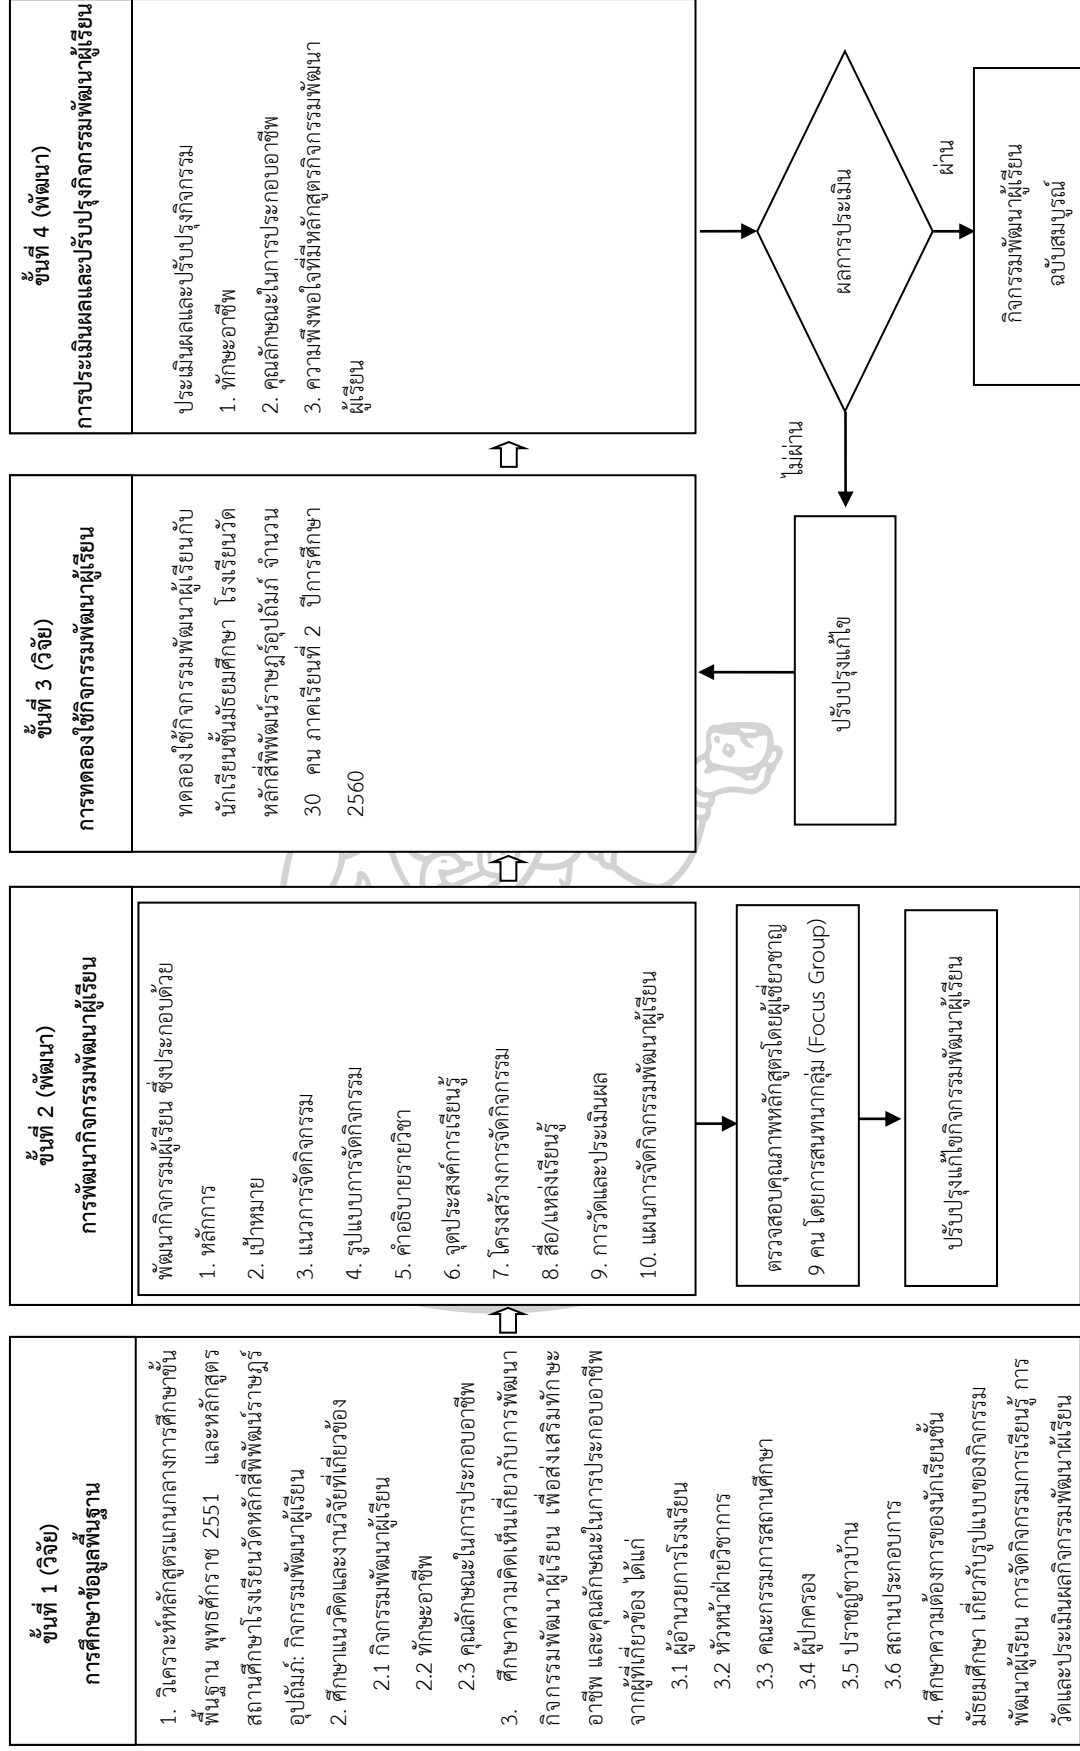 ขั้นที่ 1 (วิจัย)
การศึกษาข้อมูลพื้นฐาน
1. วิเคราะห์หลักสูตรแกนกลางการศึกษาขั้น
พื้นฐาน พุทธศักราช 2551 และหลักสูตร
สถานศึกษาโรงเรียนวัดหลักสี่พิพัฒน์ราษฎร์
อุปถัมภ์: กิจกรรมพัฒนาผู้เรียน
2. ศึกษาแนวคิดและงานวิจัยที่เกี่ยวข้อง
2.1 กิจกรรมพัฒนาผู้เรียน
2.2 ทักษะอาชีพ
2.3 คุณลักษณะในการประกอบอาชีพ
3. ศึกษาความคิดเห็นเกี่ยวกับการพัฒนา
กิจกรรมพัฒนาผู้เรียน เพื่อส่งเสริมทักษะ
อาชีพ และคุณลักษณะในการประกอบอาชีพ
จากผู้ที่เกี่ยวข้อง ได้แก่
3.1 ผู้อำนวยการโรงเรียน
3.2 หัวหน้าฝ่ายวิชาการ
3.3 คณะกรรมการสถานศึกษา
3.4 ผู้ปกครอง
3.5 ปราชญ์ชาวบ้าน
3.6 สถานประกอบการ
4. ศึกษาความต้องการของนักเรียนชั้น
มัธยมศึกษา เกี่ยวกับรูปแบบของกิจกรรม
พัฒนาผู้เรียน การจัดกิจกรรมการเรียนรู้ การ
วัดและประเมินผลกิจกรรมพัฒนาผู้เรียน
ขั้นที่ 2 (พัฒนา)
การพัฒนากิจกรรมพัฒนาผู้เรียน
พัฒนากิจกรรมผู้เรียน ซึ่งประกอบด้วย
1. หลักการ
2. เป้าหมาย
3. แนวการจัดกิจกรรม
4. รูปแบบการจัดกิจกรรม
5. คำอธิบายรายวิชา
6. จุดประสงค์การเรียนรู้
7. โครงสร้างการจัดกิจกรรม
8. สื่อ/แหล่งเรียนรู้
9. การวัดและประเมินผล
10. แผนการจัดกิจกรรมพัฒนาผู้เรียน
ตรวจสอบคุณภาพหลักสูตรโดยผู้เชี่ยวชาญ
9 คน โดยการสนทนากลุ่ม (Focus Group)
ปรับปรุงแก้ไขกิจกรรมพัฒนาผู้เรียน
ขั้นที่ 3 (วิจัย)
การทดลองใช้กิจกรรมพัฒนาผู้เรียน
ทดลองใช้กิจกรรมพัฒนาผู้เรียนกับ
นักเรียนชั้นมัธยมศึกษา โรงเรียนวัด
หลักสี่พิพัฒน์ราษฎร์อุปถัมภ์ จำนวน
30 คน ภาคเรียนที่ 2 ปีการศึกษา
2560
ปรับปรุงแก้ไข
ขั้นที่ 4 (พัฒนา)
การประเมินผลและปรับปรุงกิจกรรมพัฒนาผู้เรียน
ประเมินผลและปรับปรุงกิจกรรม
1. ทักษะอาชีพ
2. คุณลักษณะในการประกอบอาชีพ
3. ความพึงพอใจที่มีหลักสูตรกิจกรรมพัฒนา
ผู้เรียน
ผลการประเมิน
ไม่ผ่าน
ผ่าน
กิจกรรมพัฒนาผู้เรียน
ฉบับสมบูรณ์